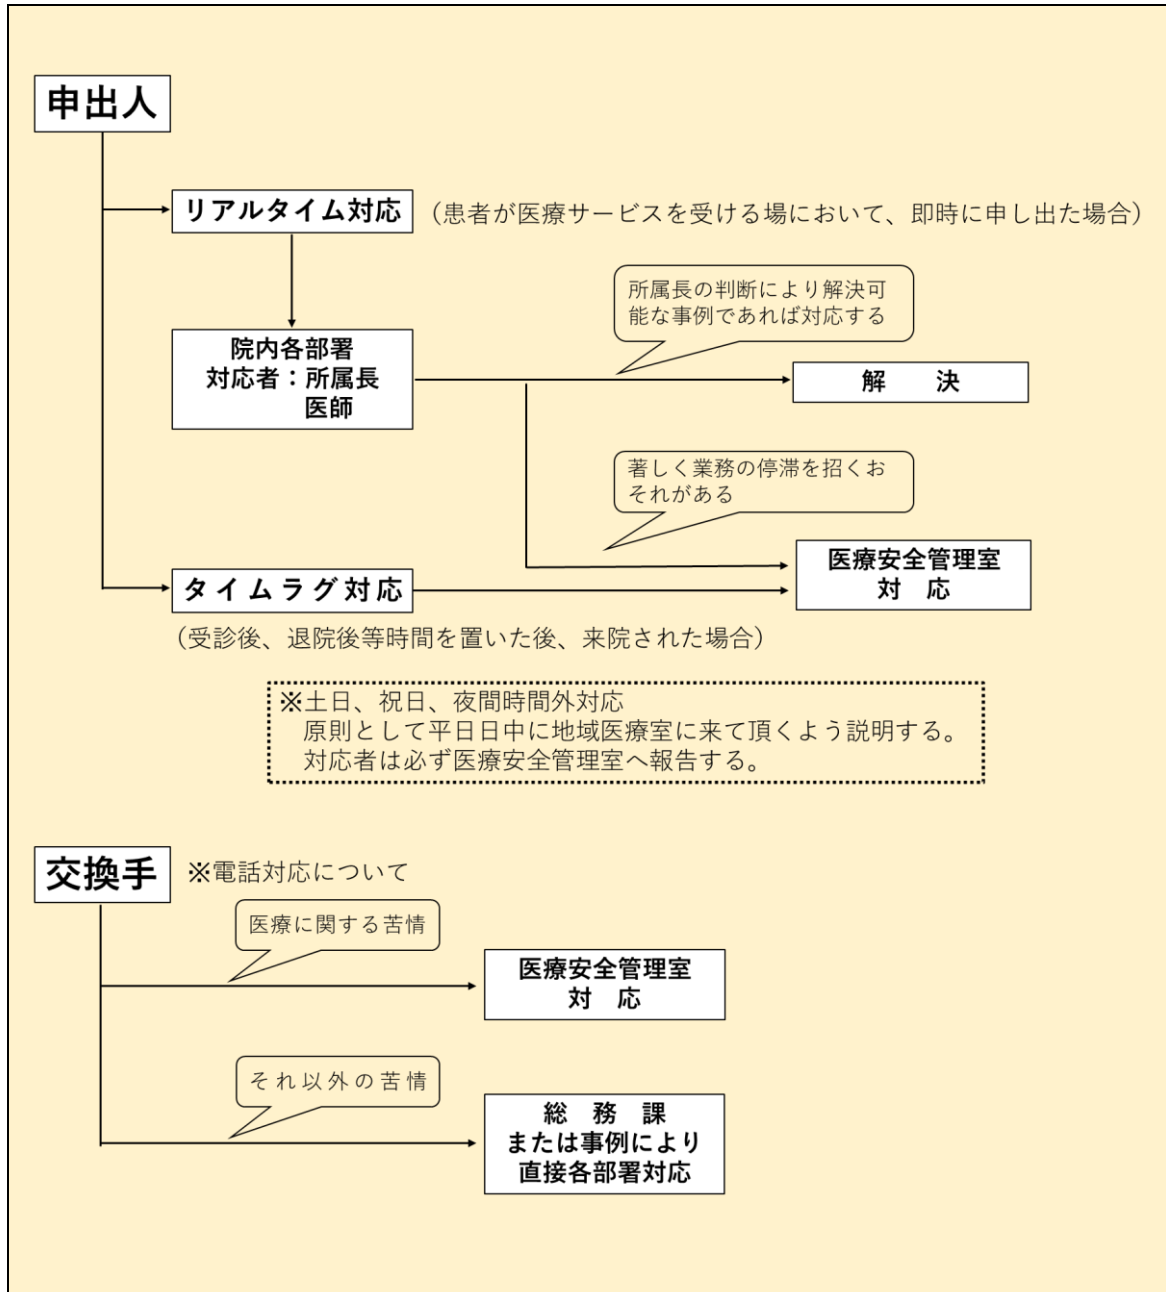 申出人
リアルタイム対応
（患者が医療サービスを受ける場において、即時に申し出た場合）
所属長の判断により解決可
能な事例であれば対応する
院内各部署
対応者：所属長
医師
解　決
著しく業務の停滞を招くお
それがある
医療安全管理室
対　応
タイムラグ対応
（受診後、退院後等時間を置いた後、来院された場合）
※土日、祝日、夜間時間外対応
原則として平日日中に地域医療室に来て頂くよう説明する。
対応者は必ず医療安全管理室へ報告する。
交換手
※電話対応について
医療に関する苦情
医療安全管理室
対　応
それ以外の苦情
総　務　課
または事例により
直接各部署対応